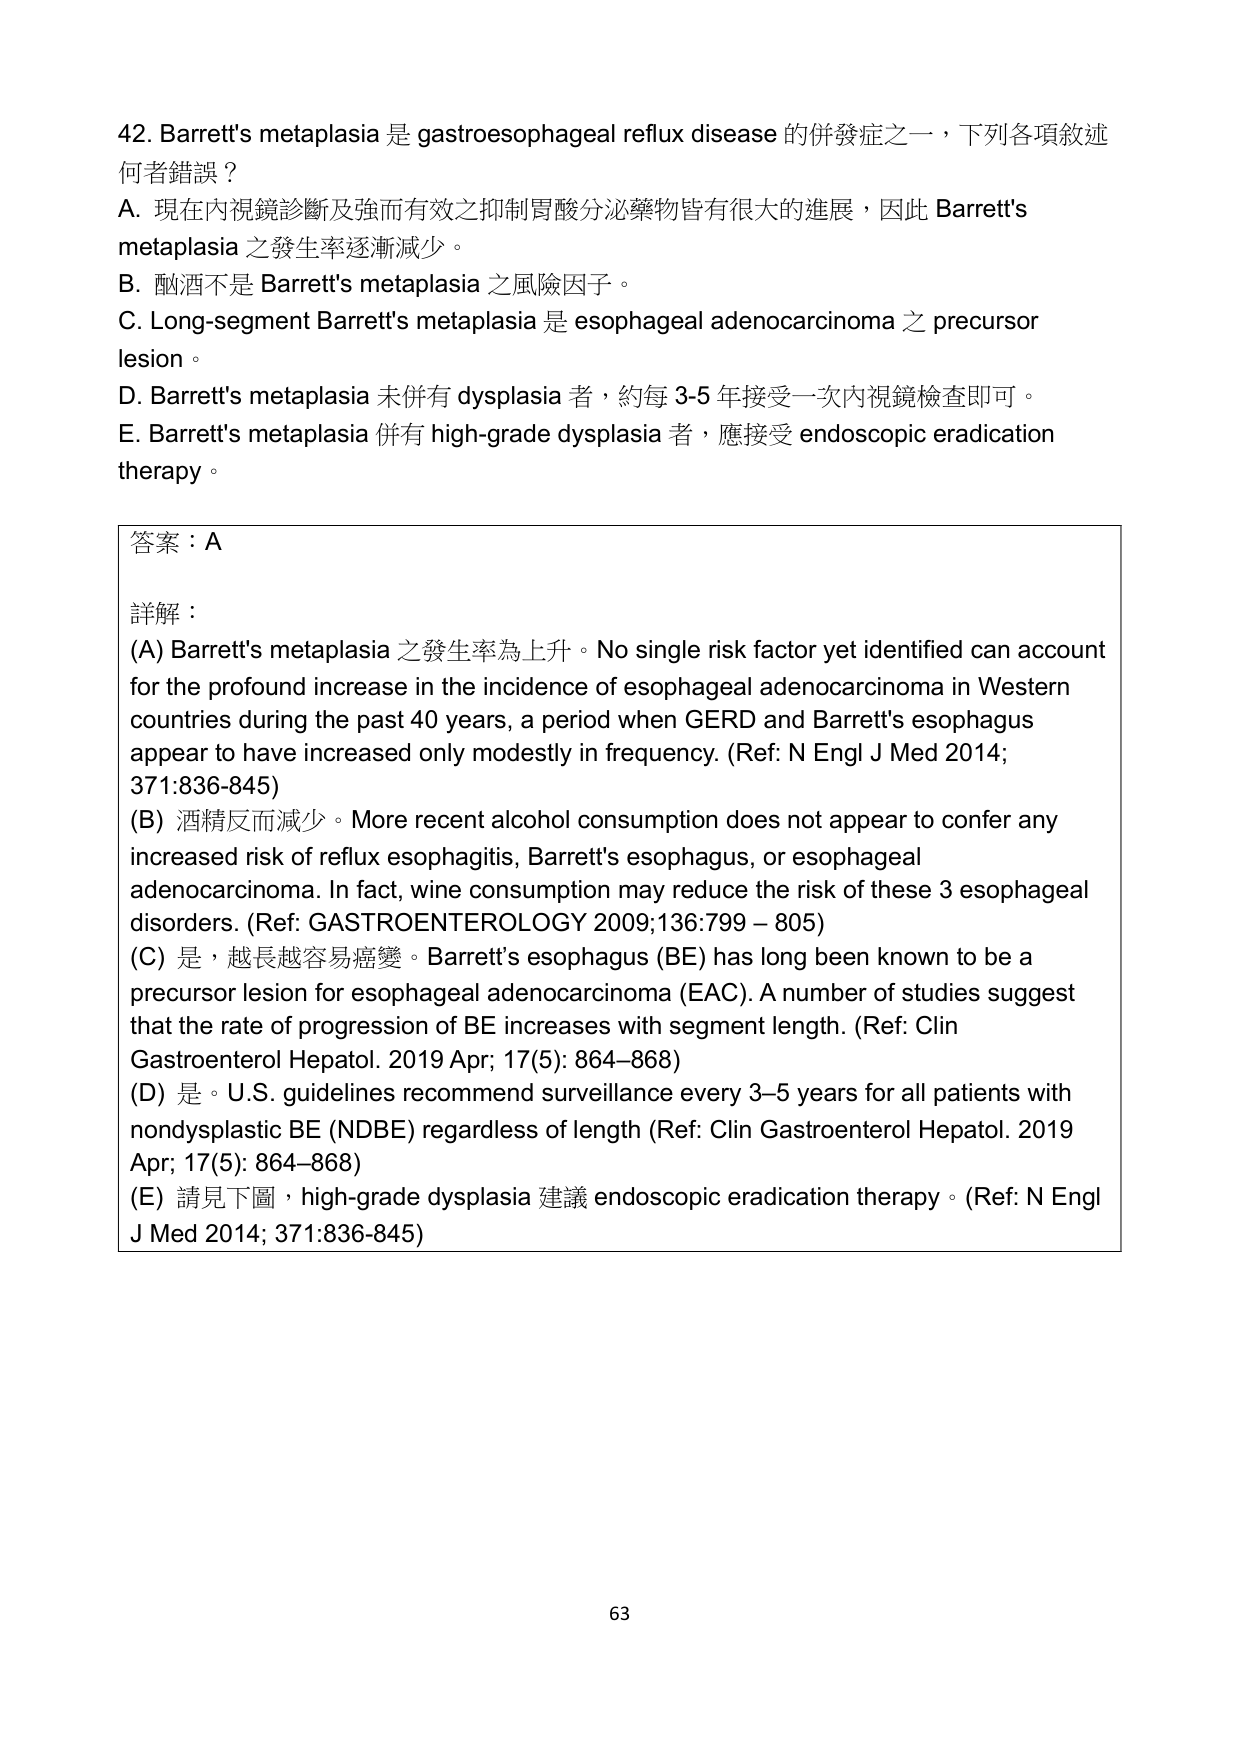 42. Barrett's metaplasia 是 gastroesophageal reflux disease 的併發症之一，下列各項敘述
何者錯誤？
A. 現在內視鏡診斷及強而有效之抑制胃酸分泌藥物皆有很大的進展，因此 Barrett's
metaplasia 之發生率逐漸減少。
B. 酗酒不是 Barrett's metaplasia 之風險因子。
C. Long-segment Barrett's metaplasia 是 esophageal adenocarcinoma 之 precursor
lesion。
D. Barrett's metaplasia 未併有 dysplasia 者，約每 3-5 年接受一次內視鏡檢查即可。
E. Barrett's metaplasia 併有 high-grade dysplasia 者，應接受 endoscopic eradication
therapy。
答案：A
詳解：
(A) Barrett's metaplasia 之發生率為上升。No single risk factor yet identified can account
for the profound increase in the incidence of esophageal adenocarcinoma in Western
countries during the past 40 years, a period when GERD and Barrett's esophagus
appear to have increased only modestly in frequency. (Ref: N Engl J Med 2014;
371:836-845)
(B) 酒精反而減少。More recent alcohol consumption does not appear to confer any
increased risk of reflux esophagitis, Barrett's esophagus, or esophageal
adenocarcinoma. In fact, wine consumption may reduce the risk of these 3 esophageal
disorders. (Ref: GASTROENTEROLOGY 2009;136:799 – 805)
(C) 是，越長越容易癌變。Barrett’s esophagus (BE) has long been known to be a
precursor lesion for esophageal adenocarcinoma (EAC). A number of studies suggest
that the rate of progression of BE increases with segment length. (Ref: Clin
Gastroenterol Hepatol. 2019 Apr; 17(5): 864–868)
(D) 是。U.S. guidelines recommend surveillance every 3–5 years for all patients with
nondysplastic BE (NDBE) regardless of length (Ref: Clin Gastroenterol Hepatol. 2019
Apr; 17(5): 864–868)
(E) 請見下圖，high-grade dysplasia 建議 endoscopic eradication therapy。(Ref: N Engl
J Med 2014; 371:836-845)
63